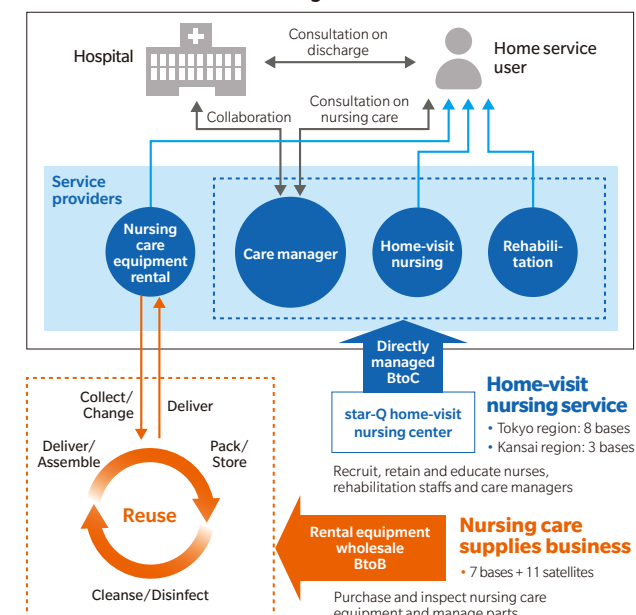 Consultation on
discharge
Hospital
Home service
user
Consultation on
nursing care
Collaboration
Service
providers
Nursing
care
equipment
rental
Care manager
Home-visit
nursing
Rehabili-
tation
Directly
managed
BtoC
star-Q home-visit
nursing center
Home-visit
nursing service
• Tokyo region: 8 bases
• Kansai region: 3 bases
Recruit, retain and educate nurses,
rehabilitation staffs and care managers
Collect/
Change
Deliver
Deliver/
Assemble
Pack/
Store
Reuse
Cleanse/Disinfect
Rental equipment
wholesale
BtoB
Nursing care
supplies business
• 7 bases + 11 satellites
Purchase and inspect nursing care
equipment and manage parts